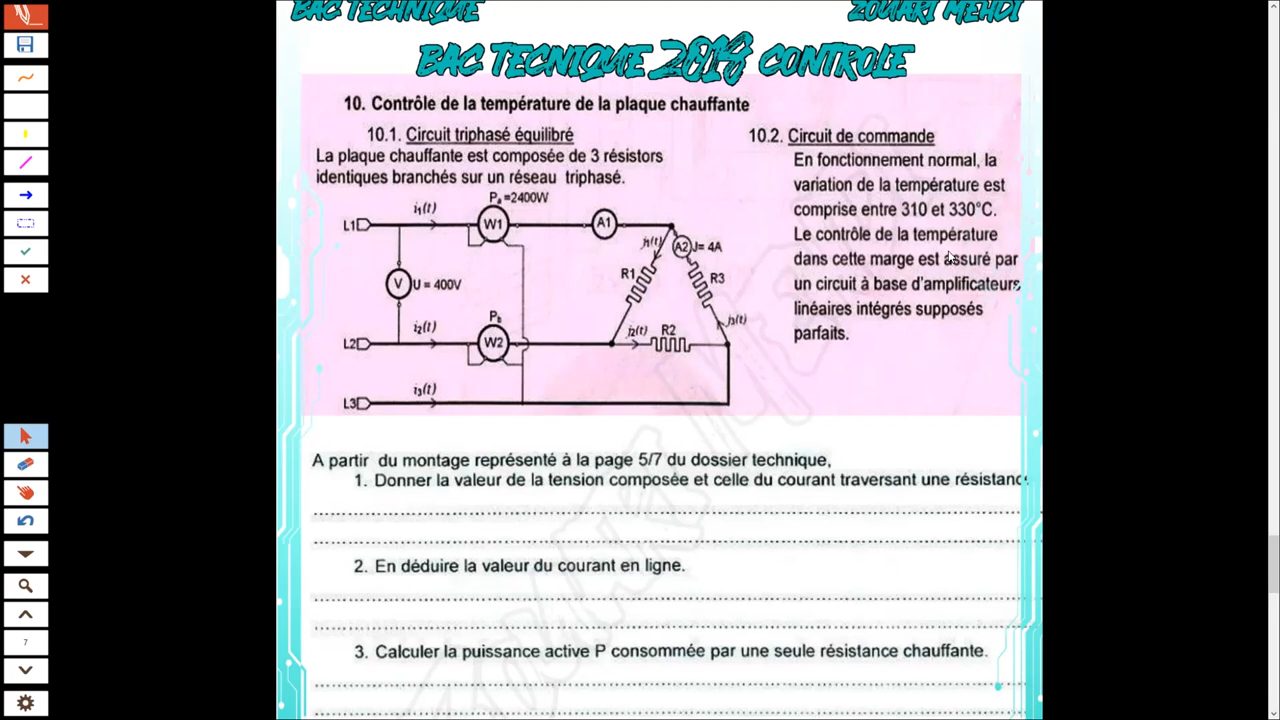 BAC TECHNIQUE
ZOUARI MEHDI
BAC TECNIQUE 2018 CONTROLE
10. Contrôle de la température de la plaque chauffante
10.1. Circuit triphasé équilibré
La plaque chauffante est composée de 3 résistors
identiques branchés sur un réseau triphasé.
Pa =2400W
i1(t)
L1
W1
A1
j1(t)
A2
J= 4A
R1
R3
V
U = 400V
Pb
i2(t)
j2(t)
R2
j3(t)
L2
W2
i3(t)
L3
10.2. Circuit de commande
En fonctionnement normal, la
variation de la température est
comprise entre 310 et 330°C.
Le contrôle de la température
dans cette marge est assuré par
un circuit à base d'amplificateurs
linéaires intégrés supposés
parfaits.
A partir du montage représenté à la page 5/7 du dossier technique,
1. Donner la valeur de la tension composée et celle du courant traversant une résistanc
2. En déduire la valeur du courant en ligne.
3. Calculer la puissance active P consommée par une seule résistance chauffante.
7